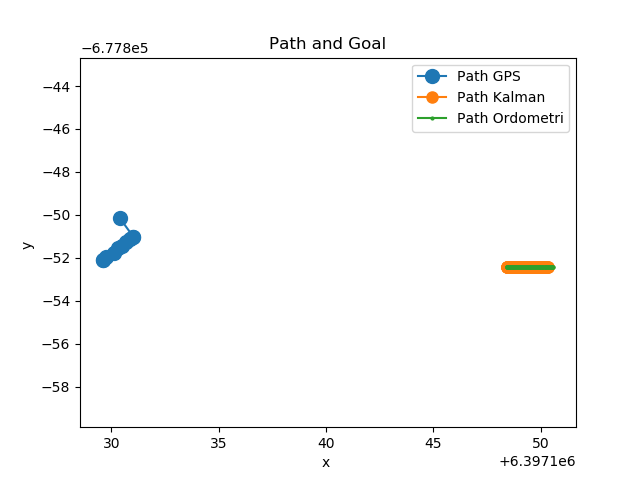 Path and Goal
−6.778e5
Path GPS
Path Kalman
Path Ordometri
−44
−46
−48
−50
−52
−54
−56
−58
y
30 35 40 45 50
x
+6.3971e6